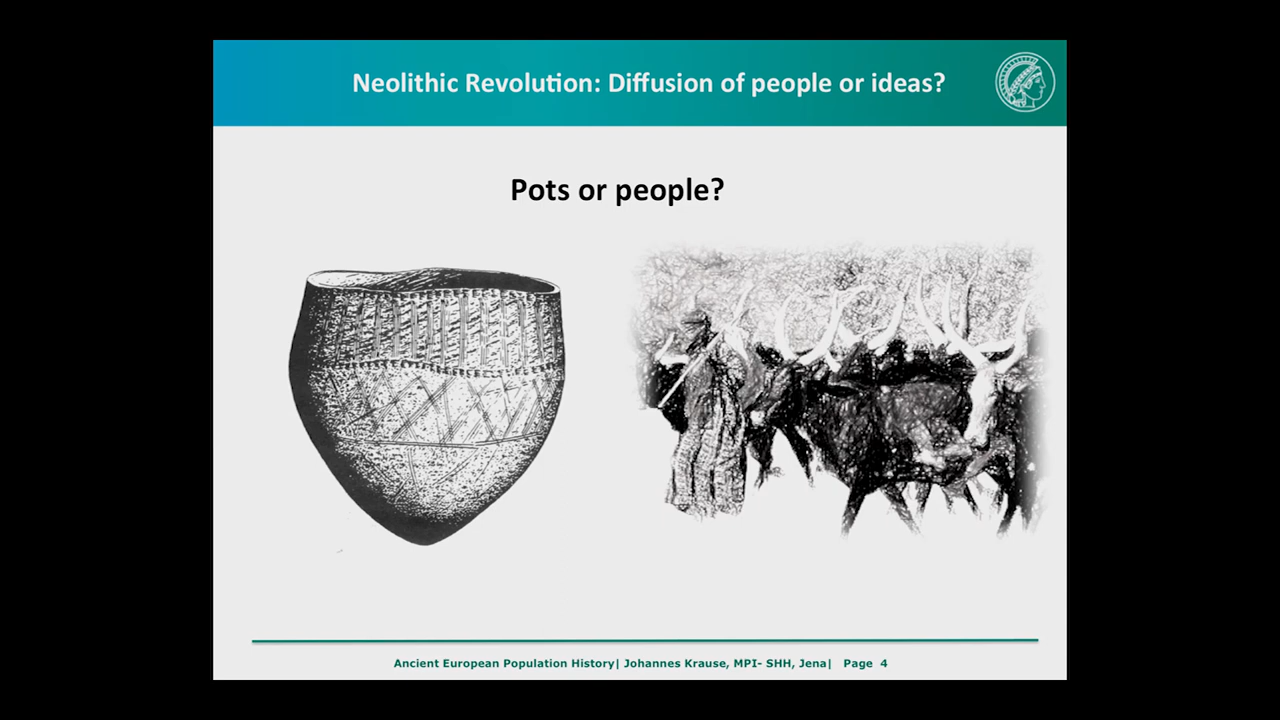 Neolithic Revolution: Diffusion of people or ideas?
Pots or people?
Ancient European Population History| Johannes Krause, MPI- SHH, Jena| Page 4